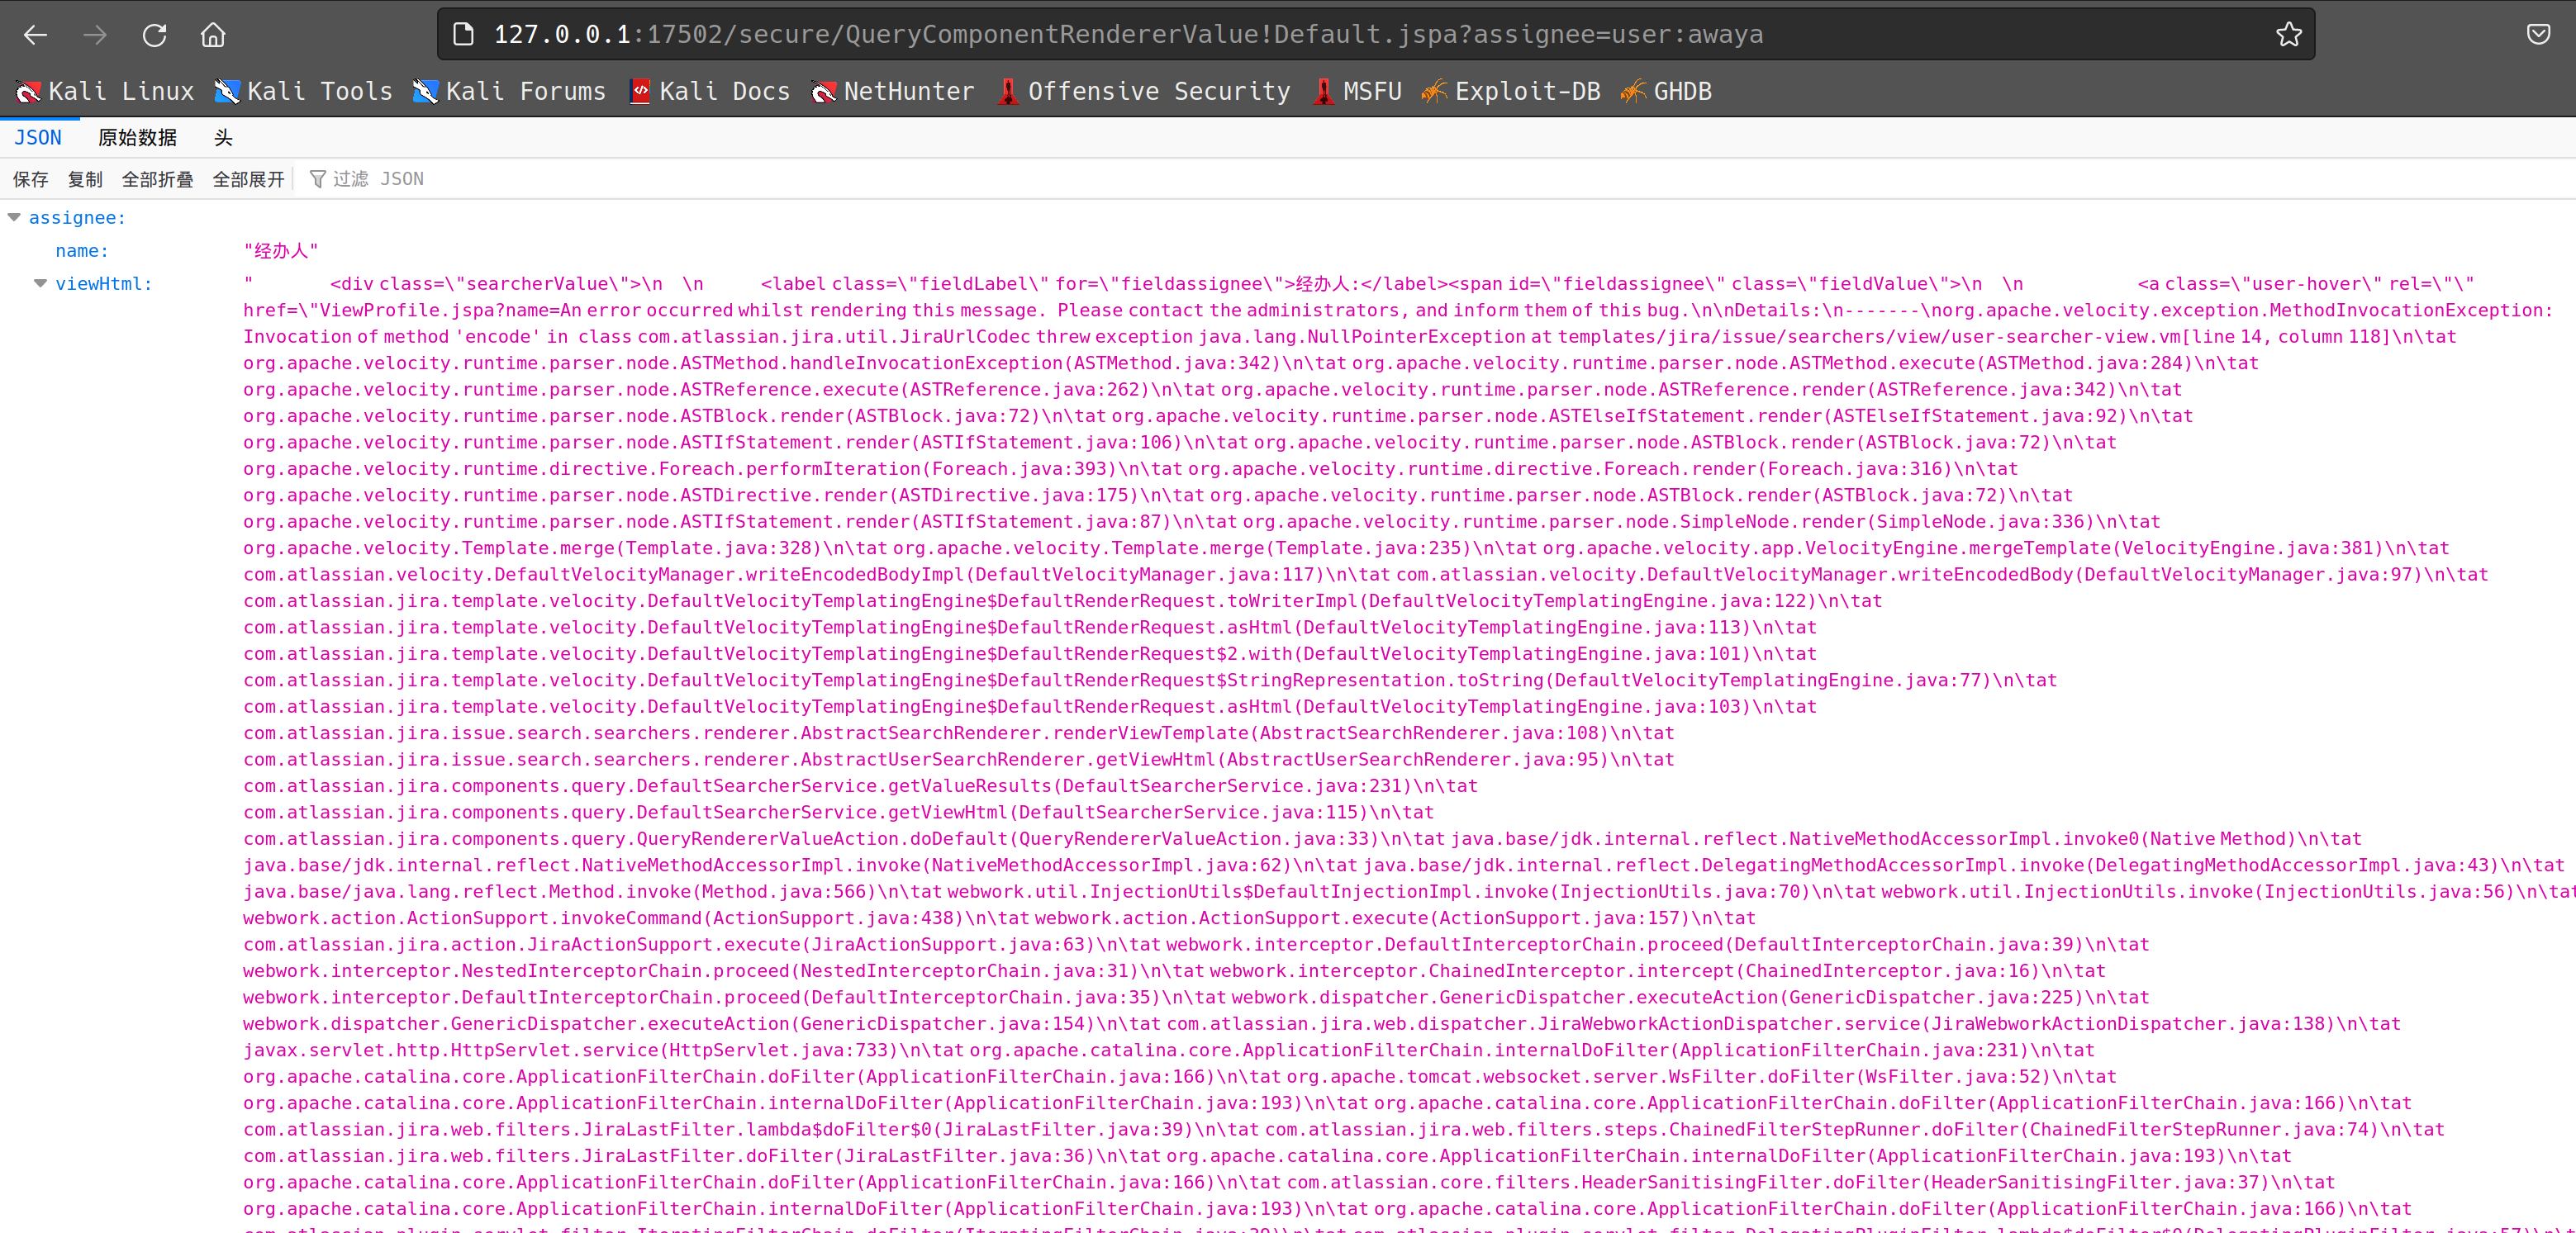 127.0.0.1:17502/secure/QueryComponentRendererValue!Default.jspa?assignee=user:awaya
Kali Linux Kali Tools Kali Forums Kali Docs NetHunter Offensive Security MSFU Exploit-DB GHDB
JSON 原始数据 头
保存 复制 全部折叠 全部展开 过滤 JSON
assignee:
name: "经办人"
viewHtml: " <div class=\"searcherValue\">\n \n <label class=\"fieldLabel\" for=\"fieldassignee\">经办人:</label><span id=\"fieldassignee\" class=\"fieldValue\">\n \n <a class=\"user-hover\" rel=\"\"
href=\"ViewProfile.jspa?name=An error occurred whilst rendering this message. Please contact the administrators, and inform them of this bug.\n\nDetails:\n-------\norg.apache.velocity.exception.MethodInvocationException:
Invocation of method 'encode' in class com.atlassian.jira.util.JiraUrlCodec threw exception java.lang.NullPointerException at templates/jira/issue/searchers/view/user-searcher-view.vm[line 14, column 118]\n\tat
org.apache.velocity.runtime.parser.node.ASTMethod.handleInvocationException(ASTMethod.java:342)\n\tat org.apache.velocity.runtime.parser.node.ASTMethod.execute(ASTMethod.java:284)\n\tat
org.apache.velocity.runtime.parser.node.ASTReference.execute(ASTReference.java:262)\n\tat org.apache.velocity.runtime.parser.node.ASTReference.render(ASTReference.java:342)\n\tat
org.apache.velocity.runtime.parser.node.ASTBlock.render(ASTBlock.java:72)\n\tat org.apache.velocity.runtime.parser.node.ASTElseIfStatement.render(ASTElseIfStatement.java:92)\n\tat
org.apache.velocity.runtime.parser.node.ASTIfStatement.render(ASTIfStatement.java:106)\n\tat org.apache.velocity.runtime.parser.node.ASTBlock.render(ASTBlock.java:72)\n\tat
org.apache.velocity.runtime.directive.Foreach.performIteration(Foreach.java:393)\n\tat org.apache.velocity.runtime.directive.Foreach.render(Foreach.java:316)\n\tat
org.apache.velocity.runtime.parser.node.ASTDirective.render(ASTDirective.java:175)\n\tat org.apache.velocity.runtime.parser.node.ASTBlock.render(ASTBlock.java:72)\n\tat
org.apache.velocity.runtime.parser.node.ASTIfStatement.render(ASTIfStatement.java:87)\n\tat org.apache.velocity.runtime.parser.node.SimpleNode.render(SimpleNode.java:336)\n\tat
org.apache.velocity.Template.merge(Template.java:328)\n\tat org.apache.velocity.Template.merge(Template.java:235)\n\tat org.apache.velocity.app.VelocityEngine.mergeTemplate(VelocityEngine.java:381)\n\tat
com.atlassian.velocity.DefaultVelocityManager.writeEncodedBodyImpl(DefaultVelocityManager.java:117)\n\tat com.atlassian.velocity.DefaultVelocityManager.writeEncodedBody(DefaultVelocityManager.java:97)\n\tat
com.atlassian.jira.template.velocity.DefaultVelocityTemplatingEngine$DefaultRenderRequest.toWriterImpl(DefaultVelocityTemplatingEngine.java:122)\n\tat
com.atlassian.jira.template.velocity.DefaultVelocityTemplatingEngine$DefaultRenderRequest.asHtml(DefaultVelocityTemplatingEngine.java:113)\n\tat
com.atlassian.jira.template.velocity.DefaultVelocityTemplatingEngine$DefaultRenderRequest$2.with(DefaultVelocityTemplatingEngine.java:101)\n\tat
com.atlassian.jira.template.velocity.DefaultVelocityTemplatingEngine$DefaultRenderRequest$StringRepresentation.toString(DefaultVelocityTemplatingEngine.java:77)\n\tat
com.atlassian.jira.template.velocity.DefaultVelocityTemplatingEngine$DefaultRenderRequest.asHtml(DefaultVelocityTemplatingEngine.java:103)\n\tat
com.atlassian.jira.issue.search.searchers.renderer.AbstractSearchRenderer.renderViewTemplate(AbstractSearchRenderer.java:108)\n\tat
com.atlassian.jira.issue.search.searchers.renderer.AbstractUserSearchRenderer.getViewHtml(AbstractUserSearchRenderer.java:95)\n\tat
com.atlassian.jira.components.query.DefaultSearcherService.getValueResults(DefaultSearcherService.java:231)\n\tat
com.atlassian.jira.components.query.DefaultSearcherService.getViewHtml(DefaultSearcherService.java:115)\n\tat
com.atlassian.jira.components.query.QueryRendererValueAction.doDefault(QueryRendererValueAction.java:33)\n\tat java.base/jdk.internal.reflect.NativeMethodAccessorImpl.invoke0(Native Method)\n\tat
java.base/jdk.internal.reflect.NativeMethodAccessorImpl.invoke(NativeMethodAccessorImpl.java:62)\n\tat java.base/jdk.internal.reflect.DelegatingMethodAccessorImpl.invoke(DelegatingMethodAccessorImpl.java:43)\n\tat
java.base/java.lang.reflect.Method.invoke(Method.java:566)\n\tat webwork.util.InjectionUtils$DefaultInjectionImpl.invoke(InjectionUtils.java:70)\n\tat webwork.util.InjectionUtils.invoke(InjectionUtils.java:56)\n\tat
webwork.action.ActionSupport.invokeCommand(ActionSupport.java:438)\n\tat webwork.action.ActionSupport.execute(ActionSupport.java:157)\n\tat
com.atlassian.jira.action.JiraActionSupport.execute(JiraActionSupport.java:63)\n\tat webwork.interceptor.DefaultInterceptorChain.proceed(DefaultInterceptorChain.java:39)\n\tat
webwork.interceptor.NestedInterceptorChain.proceed(NestedInterceptorChain.java:31)\n\tat webwork.interceptor.ChainedInterceptor.intercept(ChainedInterceptor.java:16)\n\tat
webwork.interceptor.DefaultInterceptorChain.proceed(DefaultInterceptorChain.java:35)\n\tat webwork.dispatcher.GenericDispatcher.executeAction(GenericDispatcher.java:225)\n\tat
webwork.dispatcher.GenericDispatcher.executeAction(GenericDispatcher.java:154)\n\tat com.atlassian.jira.web.dispatcher.JiraWebworkActionDispatcher.service(JiraWebworkActionDispatcher.java:138)\n\tat
javax.servlet.http.HttpServlet.service(HttpServlet.java:733)\n\tat org.apache.catalina.core.ApplicationFilterChain.internalDoFilter(ApplicationFilterChain.java:231)\n\tat
org.apache.catalina.core.ApplicationFilterChain.doFilter(ApplicationFilterChain.java:166)\n\tat org.apache.tomcat.websocket.server.WsFilter.doFilter(WsFilter.java:52)\n\tat
org.apache.catalina.core.ApplicationFilterChain.internalDoFilter(ApplicationFilterChain.java:193)\n\tat org.apache.catalina.core.ApplicationFilterChain.doFilter(ApplicationFilterChain.java:166)\n\tat
com.atlassian.jira.web.filters.JiraLastFilter.lambda$doFilter$0(JiraLastFilter.java:39)\n\tat com.atlassian.jira.web.filters.steps.ChainedFilterStepRunner.doFilter(ChainedFilterStepRunner.java:74)\n\tat
com.atlassian.jira.web.filters.JiraLastFilter.doFilter(JiraLastFilter.java:36)\n\tat org.apache.catalina.core.ApplicationFilterChain.internalDoFilter(ApplicationFilterChain.java:193)\n\tat
org.apache.catalina.core.ApplicationFilterChain.doFilter(ApplicationFilterChain.java:166)\n\tat com.atlassian.core.filters.HeaderSanitisingFilter.doFilter(HeaderSanitisingFilter.java:37)\n\tat
org.apache.catalina.core.ApplicationFilterChain.internalDoFilter(ApplicationFilterChain.java:193)\n\tat org.apache.catalina.core.ApplicationFilterChain.doFilter(ApplicationFilterChain.java:166)\n\tat